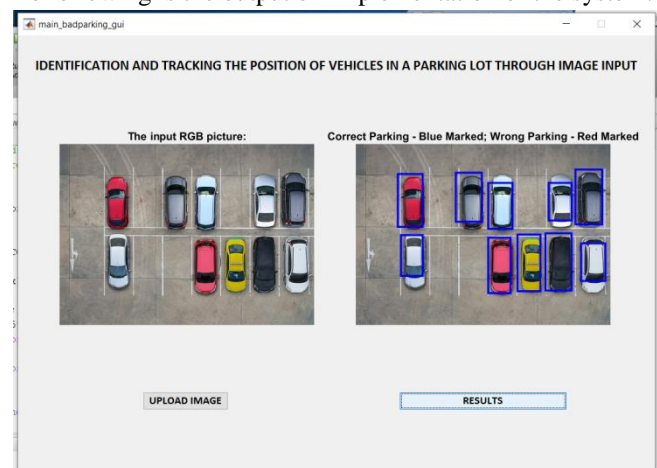 main_badparking_gui
IDENTIFICATION AND TRACKING THE POSITION OF VEHICLES IN A PARKING LOT THROUGH IMAGE INPUT
The input RGB picture:
Correct Parking - Blue Marked; Wrong Parking - Red Marked
UPLOAD IMAGE
RESULTS